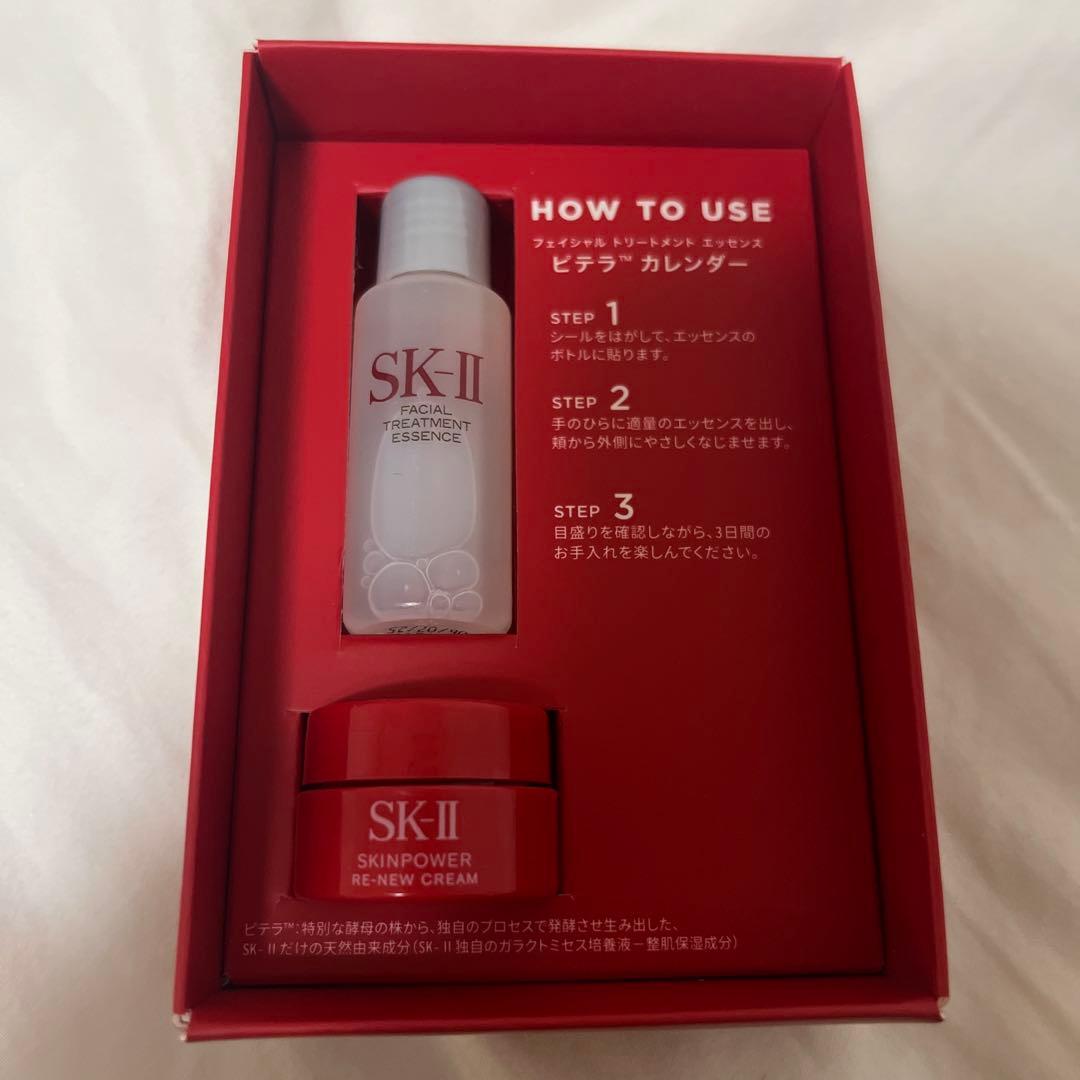 HOW TO USE
フェイシャル トリートメント エッセンス
ピテラ™ カレンダー
STEP 1
シールをはがして、エッセンスの
ボトルに貼ります。
STEP 2
手のひらに適量のエッセンスを出し、
頬から外側にやさしくなじませます。
STEP 3
目盛りを確認しながら、3日間の
お手入れを楽しんでください。
SK-II
FACIAL
TREATMENT
ESSENCE
SK-II
SKINPOWER
RE-NEW CREAM
ピテラ™:特別な酵母の株から、独自のプロセスで発酵させ生み出した、
SK-IIだけの天然由来成分(SK-II独自のガラクトミセス培養液－整肌保湿成分)